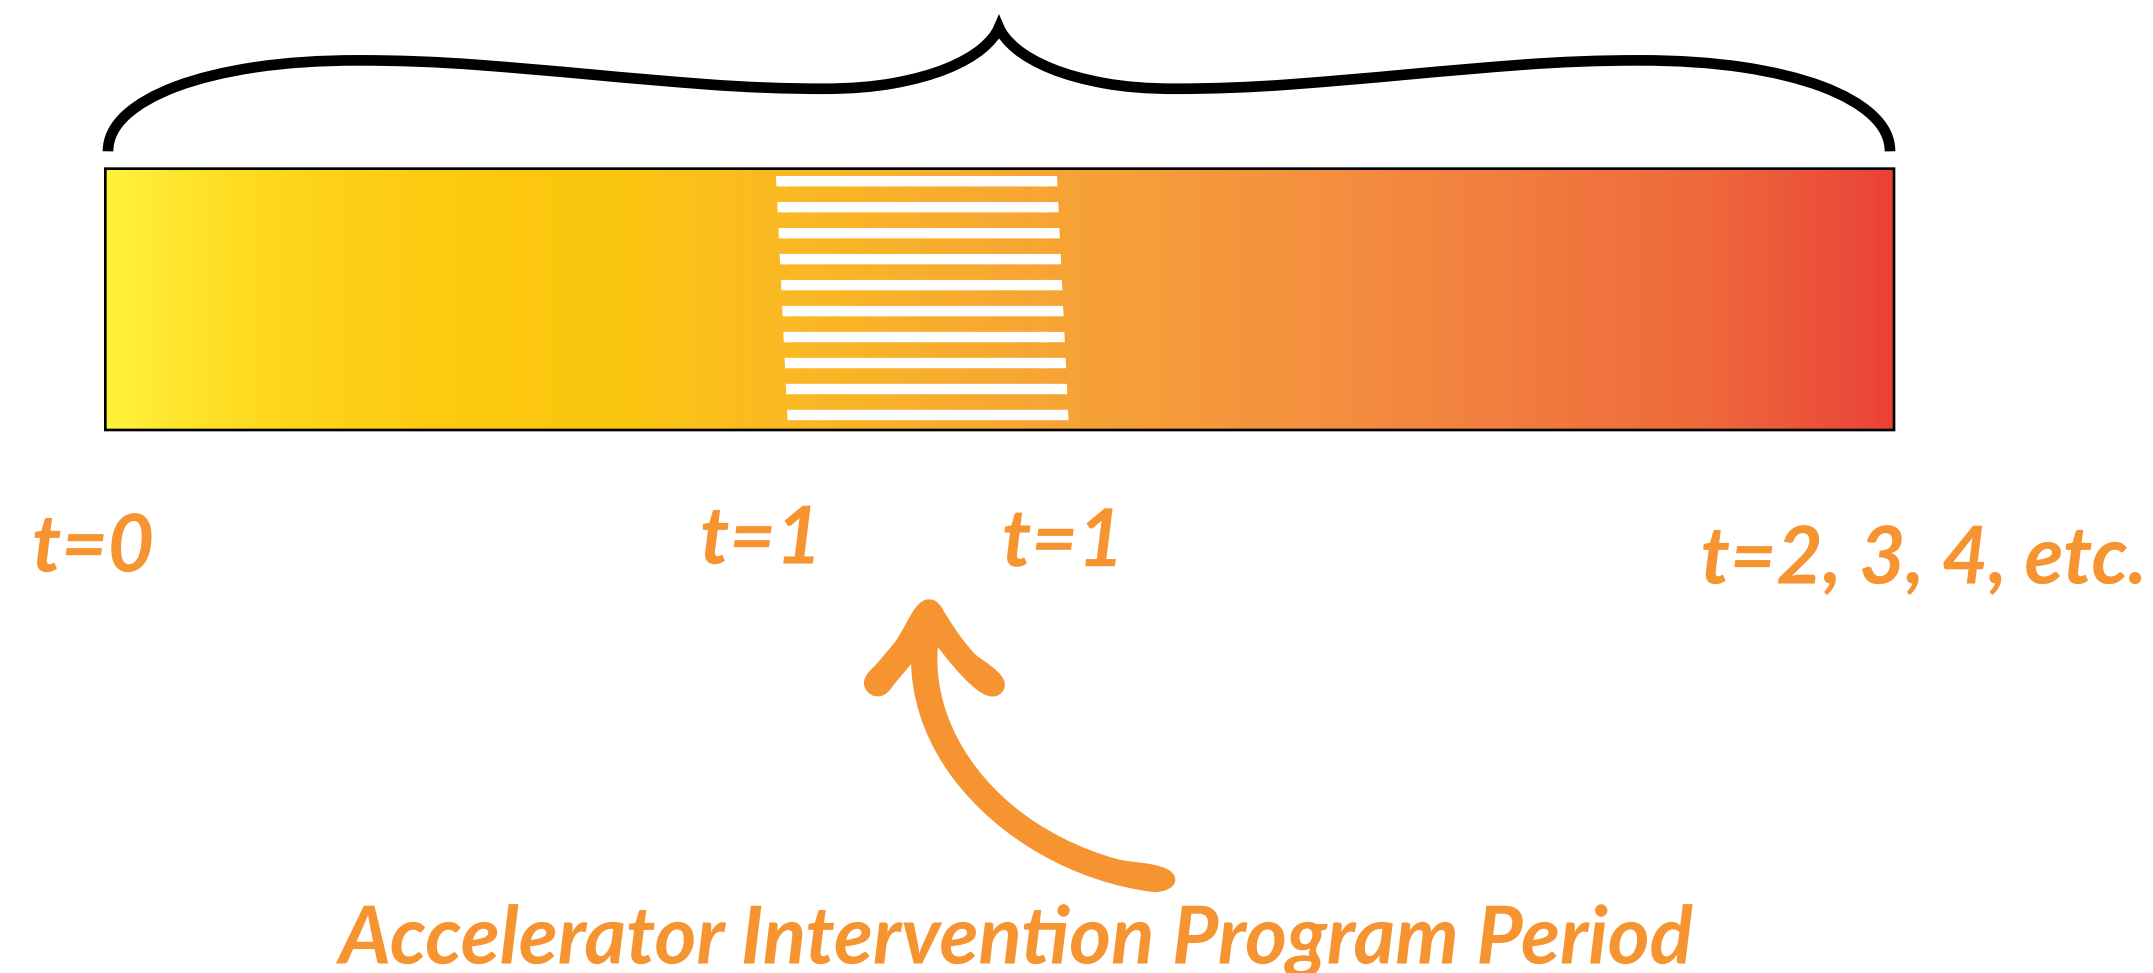 t=0 t=1 t=1 t=2, 3, 4, etc.
Accelerator Intervention Program Period